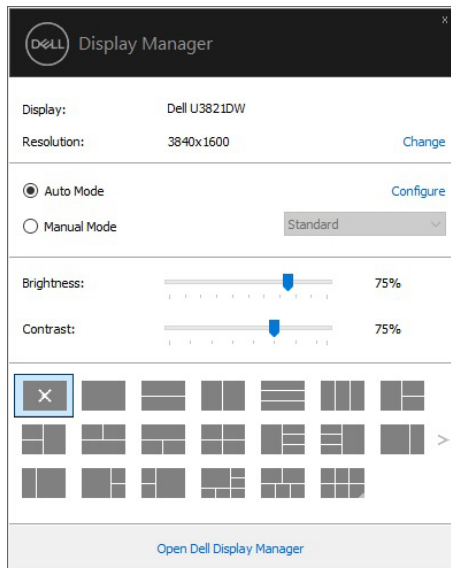 x
DELL Display Manager
Display: Dell U3821DW
Resolution: 3840x1600 Change
Auto Mode Configure
Manual Mode Standard
Brightness: 75%
Contrast: 75%
Open Dell Display Manager